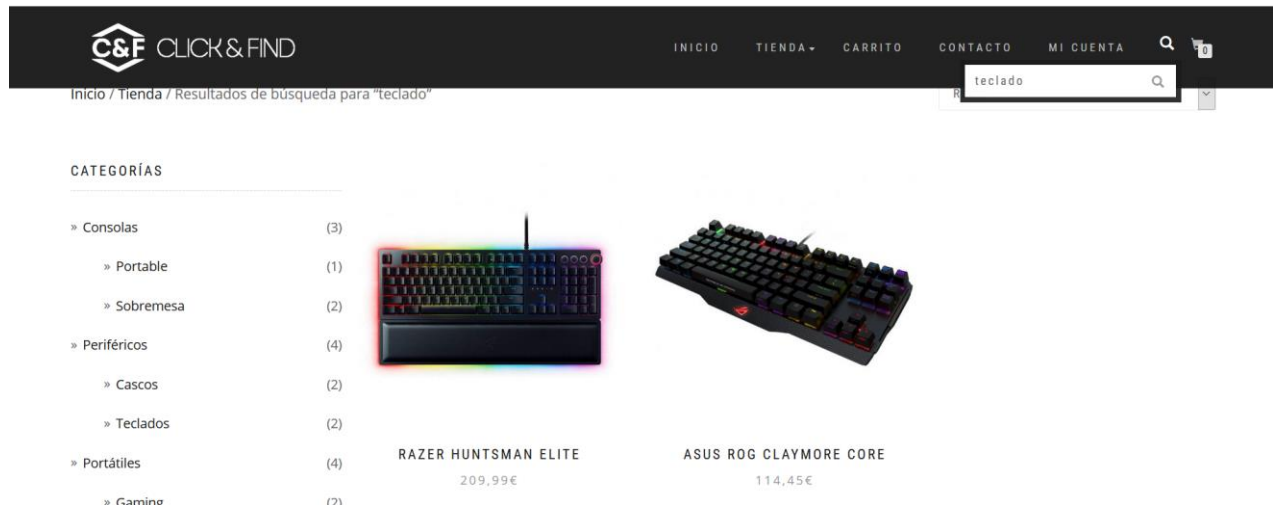 C&F CLICK & FIND
INICIO TIENDA CARRITO CONTACTO MI CUENTA 0
teclado
Inicio / Tienda / Resultados de búsqueda para “teclado”
CATEGORÍAS
» Consolas (3)
» Portable (1)
» Sobremesa (2)
» Periféricos (4)
» Cascos (2)
» Teclados (2)
» Portátiles (4)
» Gaming (2)
RAZER HUNTSMAN ELITE
209,99€
ASUS ROG CLAYMORE CORE
114,45€